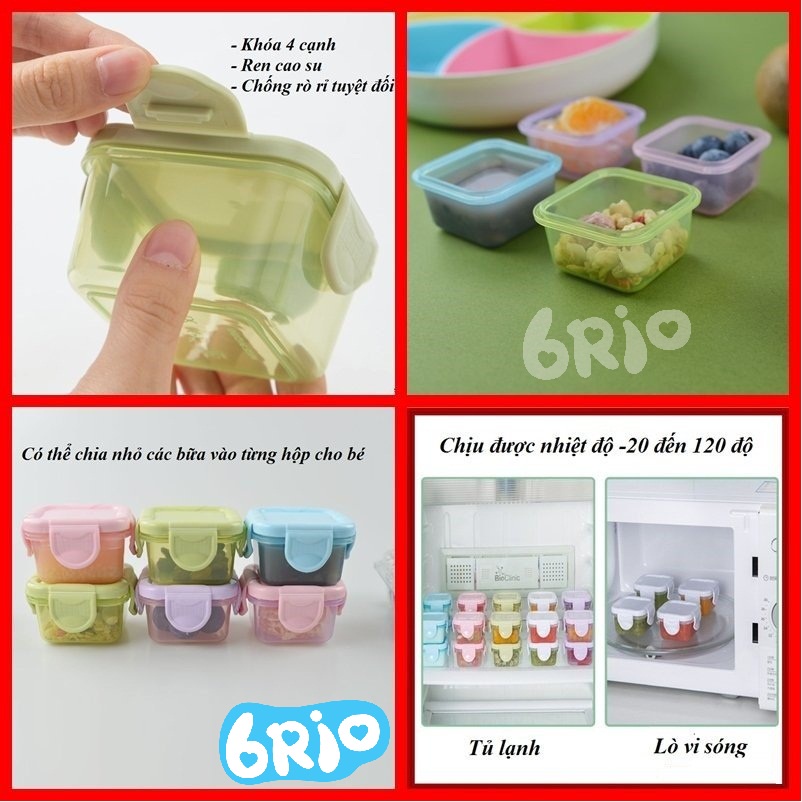 - Khóa 4 cạnh
- Ren cao su
- Chống rò rỉ tuyệt đối
6Rio
Có thể chia nhỏ các bữa vào từng hộp cho bé
6Rio
Chịu được nhiệt độ -20 đến 120 độ
BioClinic
Tủ lạnh
Lò vi sóng